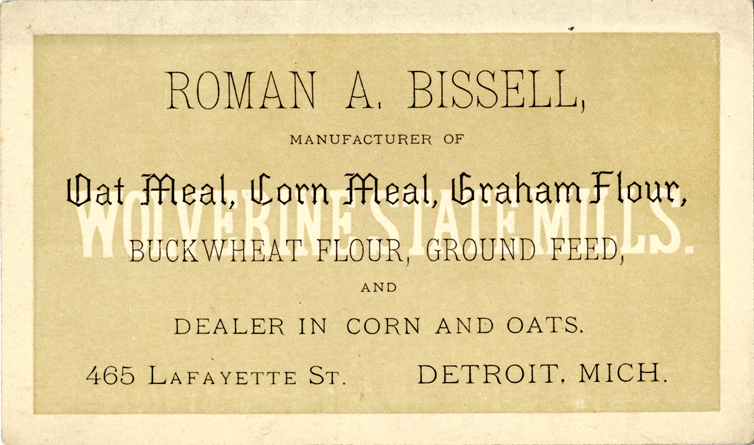 ROMAN A. BISSELL,
MANUFACTURER OF
Oat Meal, Corn Meal, Graham Flour,
WOLVERINE STATE MILLS.
BUCKWHEAT FLOUR, GROUND FEED,
AND
DEALER IN CORN AND OATS.
465 LAFAYETTE ST. DETROIT, MICH.